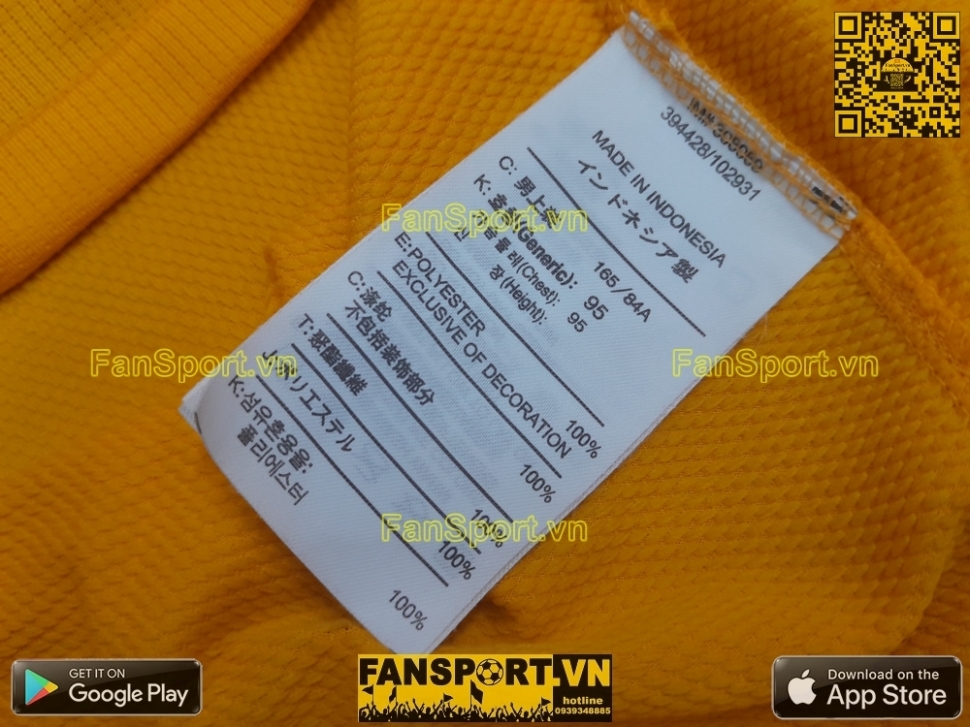 394428/102931
MADE IN INDONESIA
インドネシア製
C: 男上装 165/84A
K: 호칭(Generic): 95
가슴둘레(Chest): 95
신 장(Height):
E:POLYESTER 100%
EXCLUSIVE OF DECORATION
C: 涤纶 100%
不包括装饰部分
T: 聚酯纖維 100%
J:ポリエステル 100%
K:섬유혼용율:
폴리에스터 100%
FanSport.vn
FanSport.vn
FanSport.vn
FanSport.vn
GET IT ON
Google Play
FANSPORT.VN
hotline
0939348885
Download on the
App Store